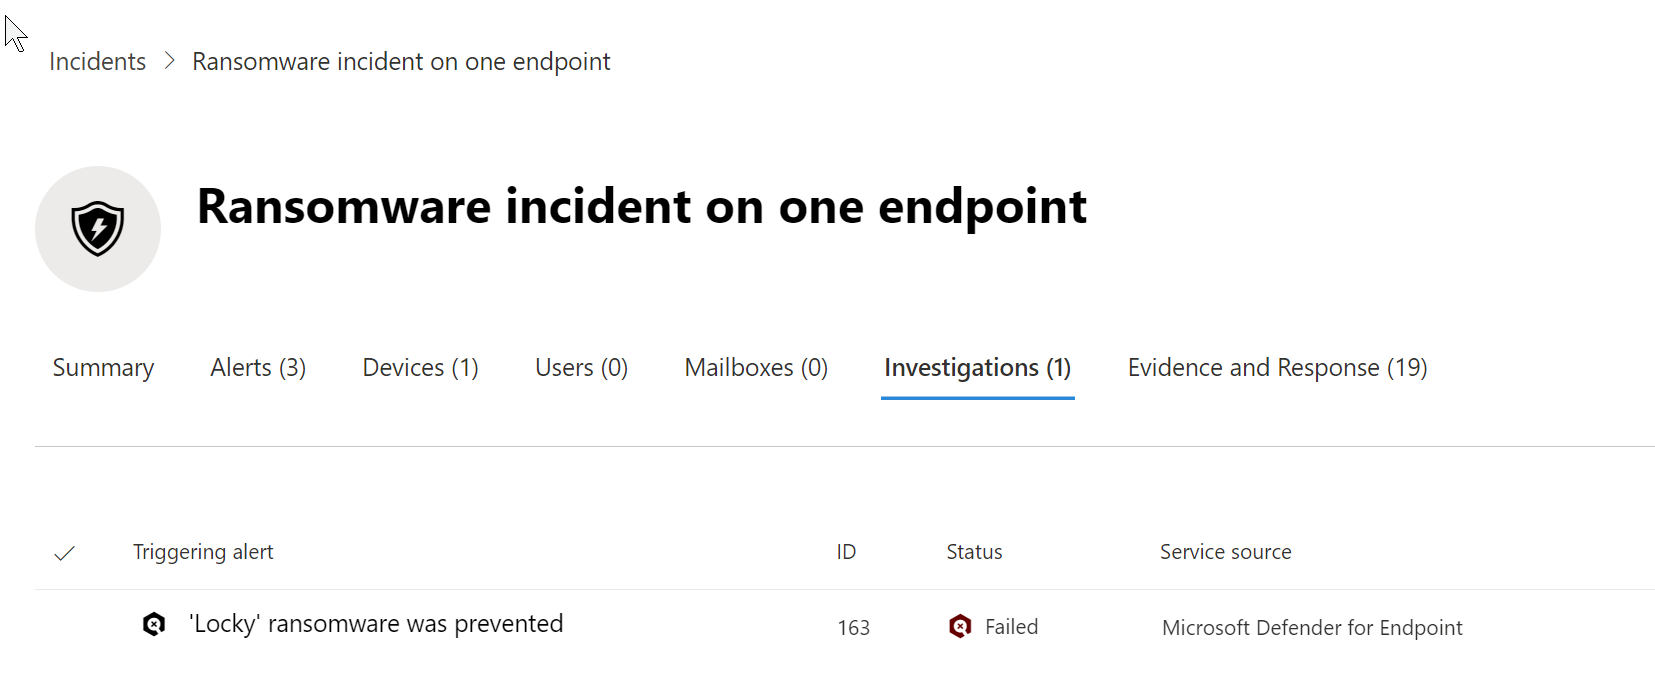 Incidents > Ransomware incident on one endpoint
Ransomware incident on one endpoint
Summary Alerts (3) Devices (1) Users (0) Mailboxes (0) Investigations (1) Evidence and Response (19)
Triggering alert ID Status Service source
'Locky' ransomware was prevented 163 Failed Microsoft Defender for Endpoint